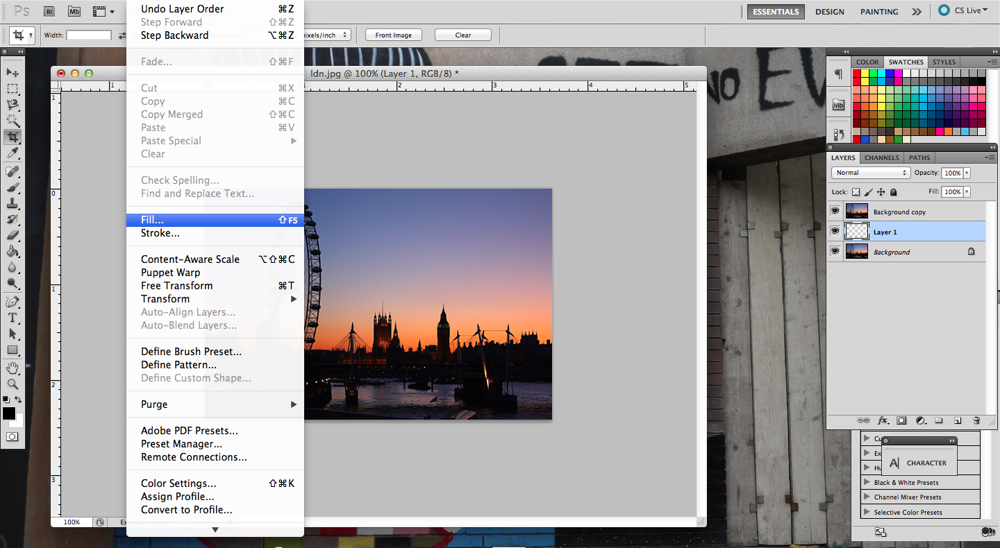 Ps Br Mb ESSENTIALS DESIGN PAINTING CS Live
Width: pixels/inch Front Image Clear
Undo Layer Order ⌘Z
Step Forward ⇧⌘Z
Step Backward ⌥⌘Z
Fade... ⇧⌘F
Cut ⌘X
Copy ⌘C
Copy Merged ⇧⌘C
Paste ⌘V
Paste Special
Clear
Check Spelling...
Find and Replace Text...
Fill... ⇧F5
Stroke...
Content-Aware Scale ⌥⇧⌘C
Puppet Warp
Free Transform ⌘T
Transform
Auto-Align Layers...
Auto-Blend Layers...
Define Brush Preset...
Define Pattern...
Define Custom Shape...
Purge
Adobe PDF Presets...
Preset Manager...
Remote Connections...
Color Settings... ⇧⌘K
Assign Profile...
Convert to Profile...
ldn.jpg @ 100% (Layer 1, RGB/8) *
1 1 2 3 4 5
1
0
1
2
3
100% Ex
NO EV
COLOR SWATCHES STYLES
Mb
LAYERS CHANNELS PATHS
Normal Opacity: 100%
Lock: Fill: 100%
Background copy
Layer 1
Background
fx
Cu
Ex
Hu
A CHARACTER
Black & White Presets
Channel Mixer Presets
Selective Color Presets
T